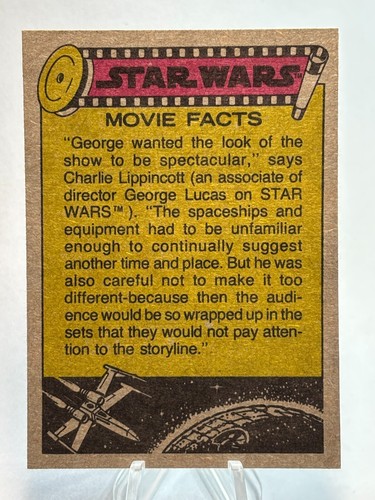 STAR WARS™
MOVIE FACTS
"George wanted the look of the
show to be spectacular," says
Charlie Lippincott (an associate of
director George Lucas on STAR
WARS™). "The spaceships and
equipment had to be unfamiliar
enough to continually suggest
another time and place. But he was
also careful not to make it too
different-because then the audi-
ence would be so wrapped up in the
sets that they would not pay atten-
tion to the storyline."